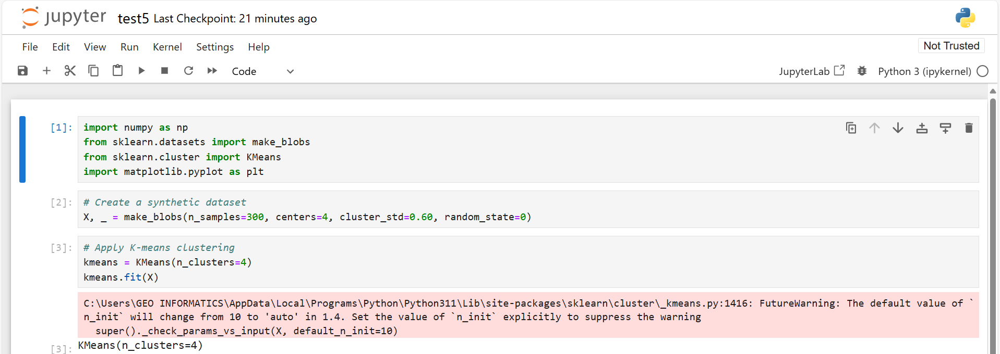 jupyter test5 Last Checkpoint: 21 minutes ago
File Edit View Run Kernel Settings Help
Not Trusted
Code
JupyterLab
Python 3 (ipykernel)
[1]: import numpy as np
from sklearn.datasets import make_blobs
from sklearn.cluster import KMeans
import matplotlib.pyplot as plt
[2]: # Create a synthetic dataset
X, _ = make_blobs(n_samples=300, centers=4, cluster_std=0.60, random_state=0)
[3]: # Apply K-means clustering
kmeans = KMeans(n_clusters=4)
kmeans.fit(X)
C:\Users\GEO INFORMATICS\AppData\Local\Programs\Python\Python311\Lib\site-packages\sklearn\cluster\_kmeans.py:1416: FutureWarning: The default value of `
n_init` will change from 10 to 'auto' in 1.4. Set the value of `n_init` explicitly to suppress the warning
  super()._check_params_vs_input(X, default_n_init=10)
[3]: KMeans(n_clusters=4)